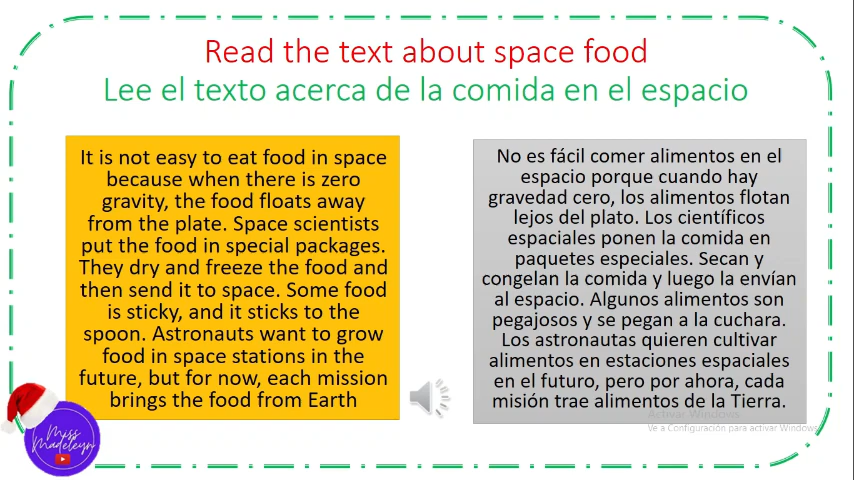 Read the text about space food
Lee el texto acerca de la comida en el espacio
It is not easy to eat food in space
because when there is zero
gravity, the food floats away
from the plate. Space scientists
put the food in special packages.
They dry and freeze the food and
then send it to space. Some food
is sticky, and it sticks to the
spoon. Astronauts want to grow
food in space stations in the
future, but for now, each mission
brings the food from Earth
No es fácil comer alimentos en el
espacio porque cuando hay
gravedad cero, los alimentos flotan
lejos del plato. Los científicos
espaciales ponen la comida en
paquetes especiales. Secan y
congelan la comida y luego la envían
al espacio. Algunos alimentos son
pegajosos y se pegan a la cuchara.
Los astronautas quieren cultivar
alimentos en estaciones espaciales
en el futuro, pero por ahora, cada
misión trae alimentos de la Tierra.
Activar Windows
Ve a Configuración para activar Windows.
Miss
Madeleyn